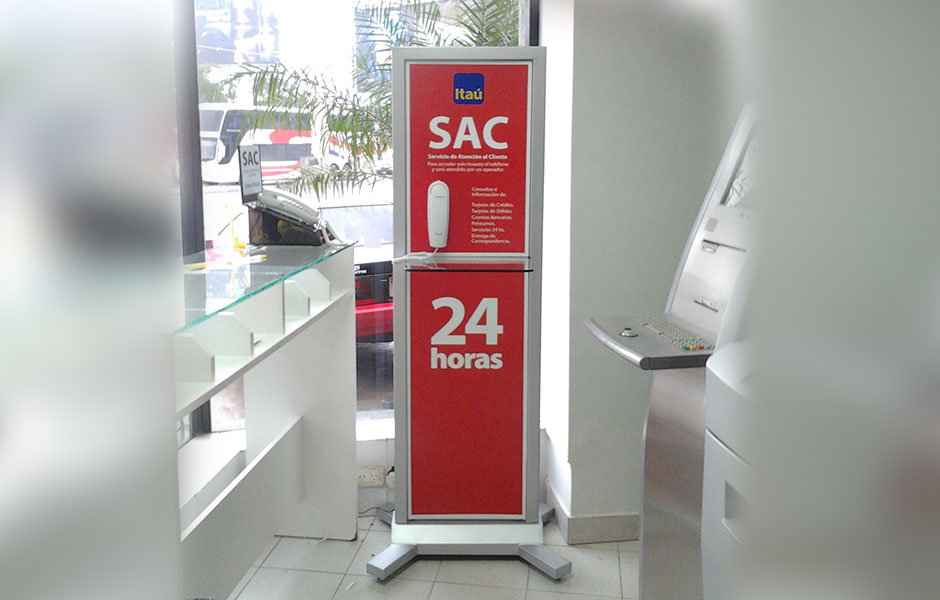 Itaú
SAC
Servicio de Atención al Cliente
Para acceder solo levante el teléfono
y será atendido por un operador.
Consultas e
Información de:
Tarjetas de Crédito.
Tarjetas de Débito.
Cuentas Bancarias.
Préstamos.
Servicios 24 hs.
Entrega de
Correspondencia.
24
horas
SAC